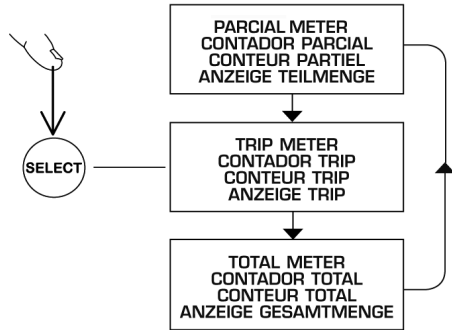 PARCIAL METER
CONTADOR PARCIAL
CONTEUR PARTIEL
ANZEIGE TEILMENGE
SELECT
TRIP METER
CONTADOR TRIP
CONTEUR TRIP
ANZEIGE TRIP
TOTAL METER
CONTADOR TOTAL
CONTEUR TOTAL
ANZEIGE GESAMTMENGE